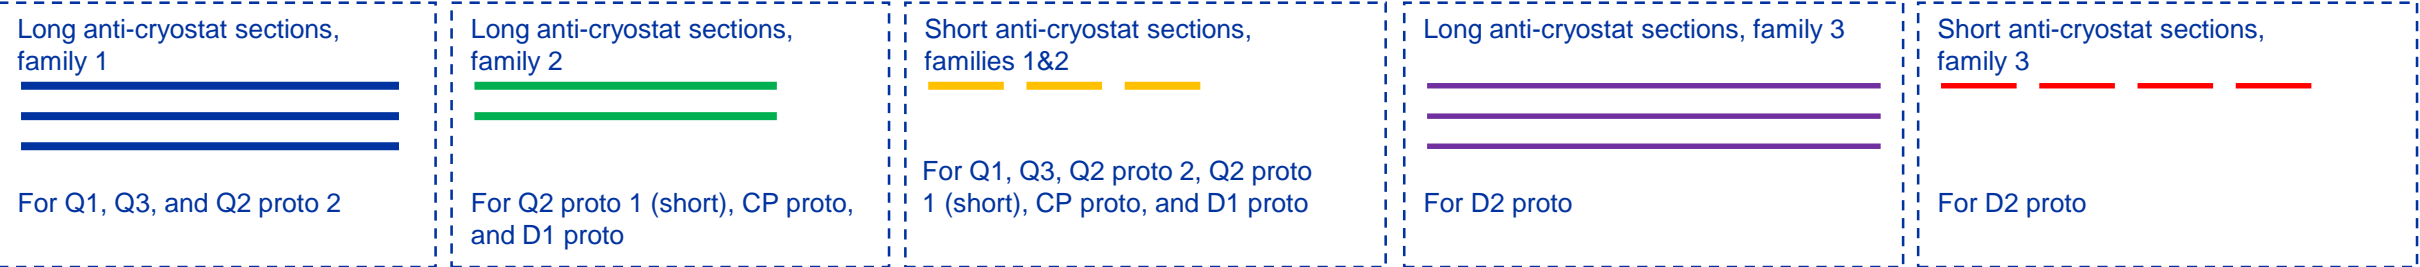 Long anti-cryostat sections,
family 1
For Q1, Q3, and Q2 proto 2
Long anti-cryostat sections,
family 2
For Q2 proto 1 (short), CP proto,
and D1 proto
Short anti-cryostat sections,
families 1&2
For Q1, Q3, Q2 proto 2, Q2 proto
1 (short), CP proto, and D1 proto
Long anti-cryostat sections, family 3
For D2 proto
Short anti-cryostat sections,
family 3
For D2 proto